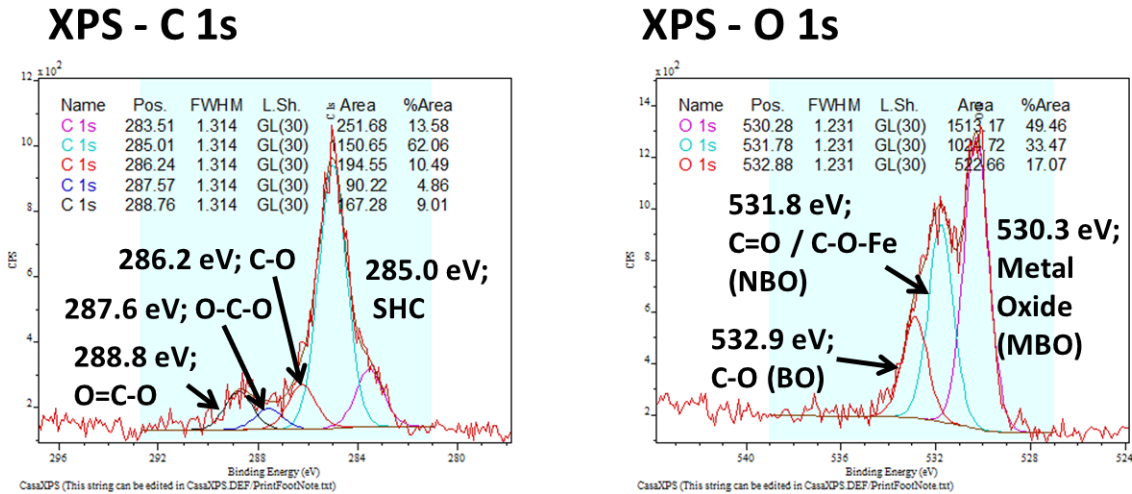 XPS - C 1s
x 10²
Name Pos. FWHM L.Sh. Area %Area
C 1s 283.51 1.314 GL(30) 251.68 13.58
C 1s 285.01 1.314 GL(30) 150.65 62.06
C 1s 286.24 1.314 GL(30) 194.55 10.49
C 1s 287.57 1.314 GL(30) 90.22 4.86
C 1s 288.76 1.314 GL(30) 167.28 9.01
C 1s
12
10
8
6
4
2
CPS
286.2 eV; C-O
287.6 eV; O-C-O
288.8 eV;
O=C-O
285.0 eV;
SHC
296 292 288 284 280
Binding Energy (eV)
CasaXPS (This string can be edited in CasaXPS.DEF/PrintFootNote.txt)
XPS - O 1s
x 10²
Name Pos. FWHM L.Sh. Area %Area
O 1s 530.28 1.231 GL(30) 1513.17 49.46
O 1s 531.78 1.231 GL(30) 72 33.47
O 1s 532.88 1.231 GL(30) 522.66 17.07
14
12
10
8
6
4
2
CPS
531.8 eV;
C=O / C-O-Fe
(NBO)
532.9 eV;
C-O (BO)
530.3 eV;
Metal
Oxide
(MBO)
540 536 532 528 524
Binding Energy (eV)
CasaXPS (This string can be edited in CasaXPS.DEF/PrintFootNote.txt)